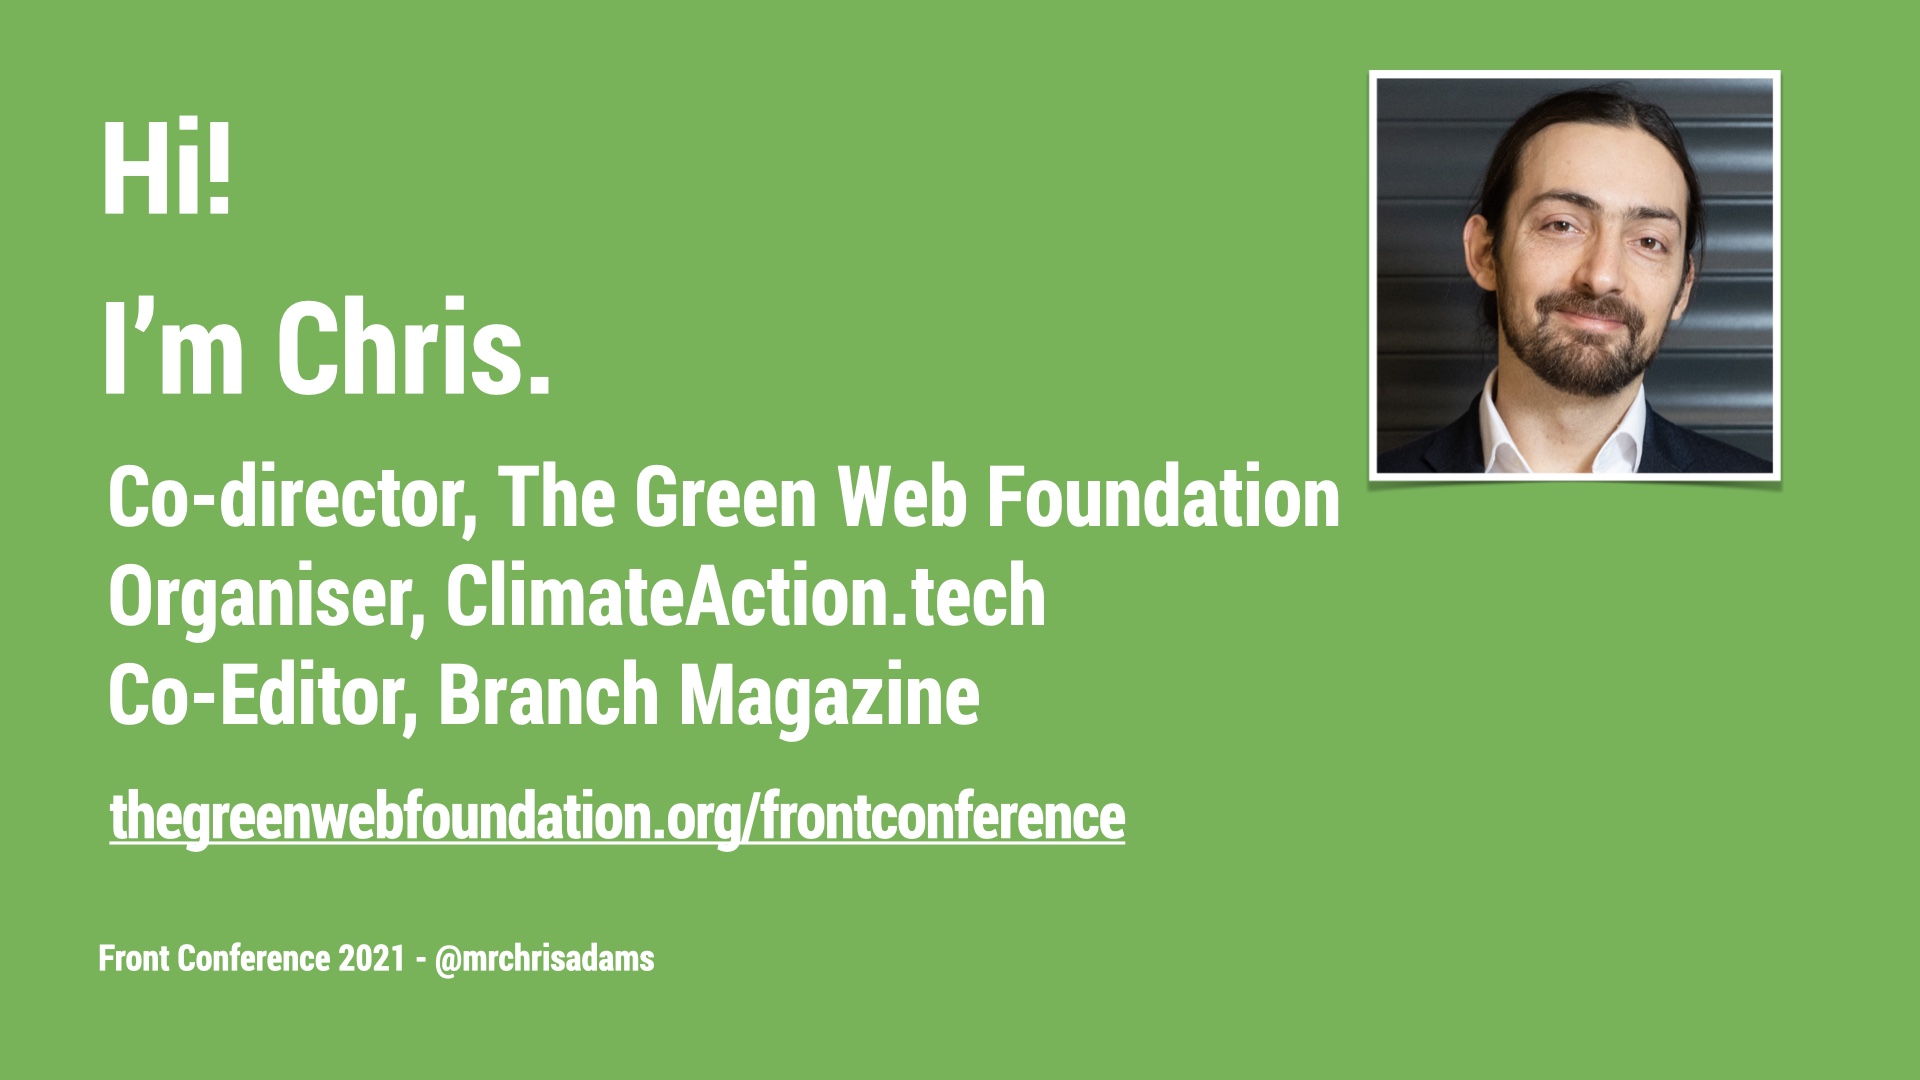 Hi!
I’m Chris.
Co-director, The Green Web Foundation
Organiser, ClimateAction.tech
Co-Editor, Branch Magazine
thegreenwebfoundation.org/frontconference
Front Conference 2021 - @mrchrisadams